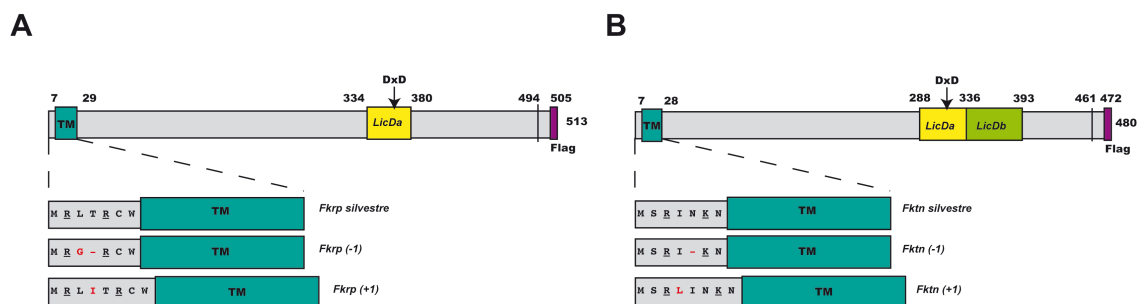 A
B
DxD
7 29 334 380 494 505
TM
LicDa
513
Flag
M R L T R C W TM Fkrp silvestre
M R G - R C W TM Fkrp (-1)
M R L I T R C W TM Fkrp (+1)
DxD
7 28 288 336 393 461 472
TM
LicDa LicDb
480
Flag
M S R I N K N TM Fktn silvestre
M S R I - K N TM Fktn (-1)
M S R L I N K N TM Fktn (+1)